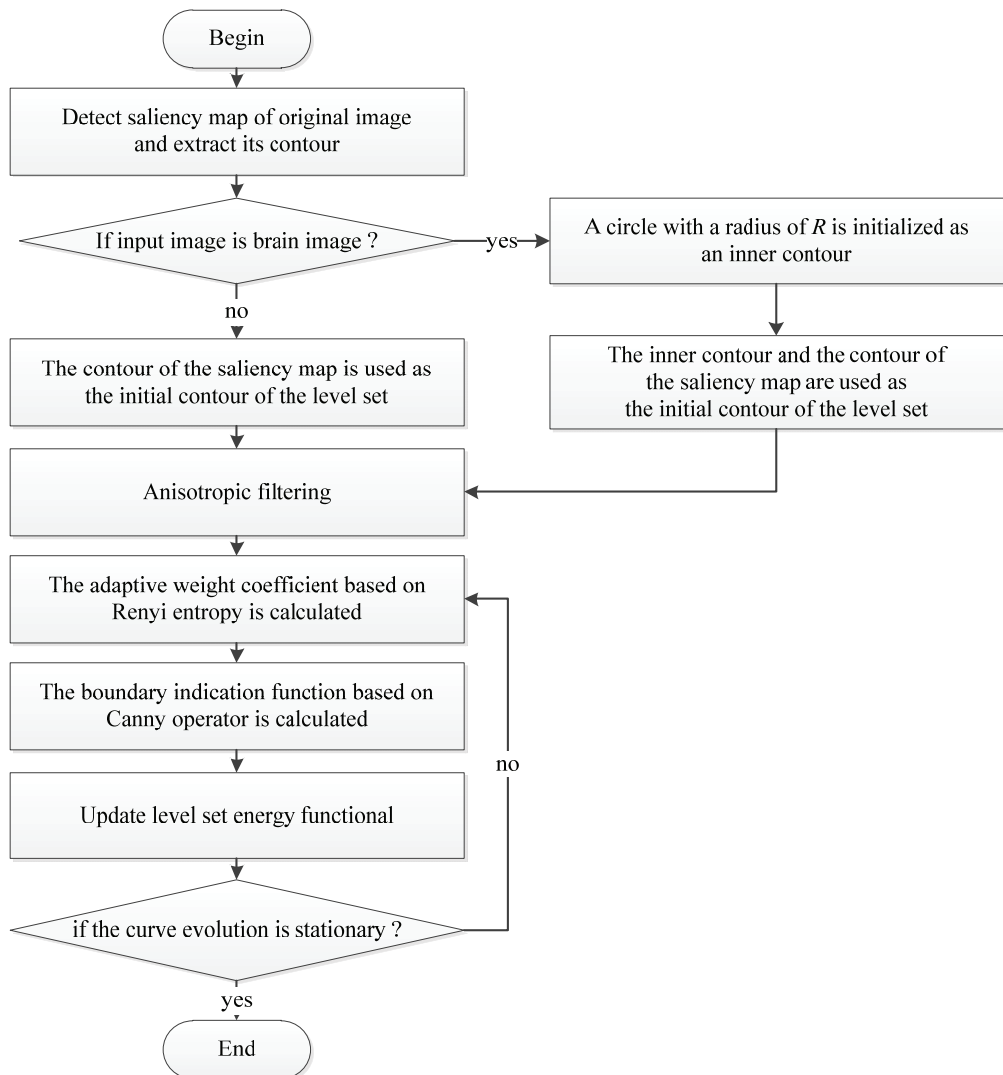 Begin
Detect saliency map of original image
and extract its contour
If input image is brain image ?
yes
A circle with a radius of R is initialized as
an inner contour
no
The contour of the saliency map is used as
the initial contour of the level set
The inner contour and the contour of
the saliency map are used as
the initial contour of the level set
Anisotropic filtering
The adaptive weight coefficient based on
Renyi entropy is calculated
The boundary indication function based on
Canny operator is calculated
no
Update level set energy functional
if the curve evolution is stationary ?
yes
End